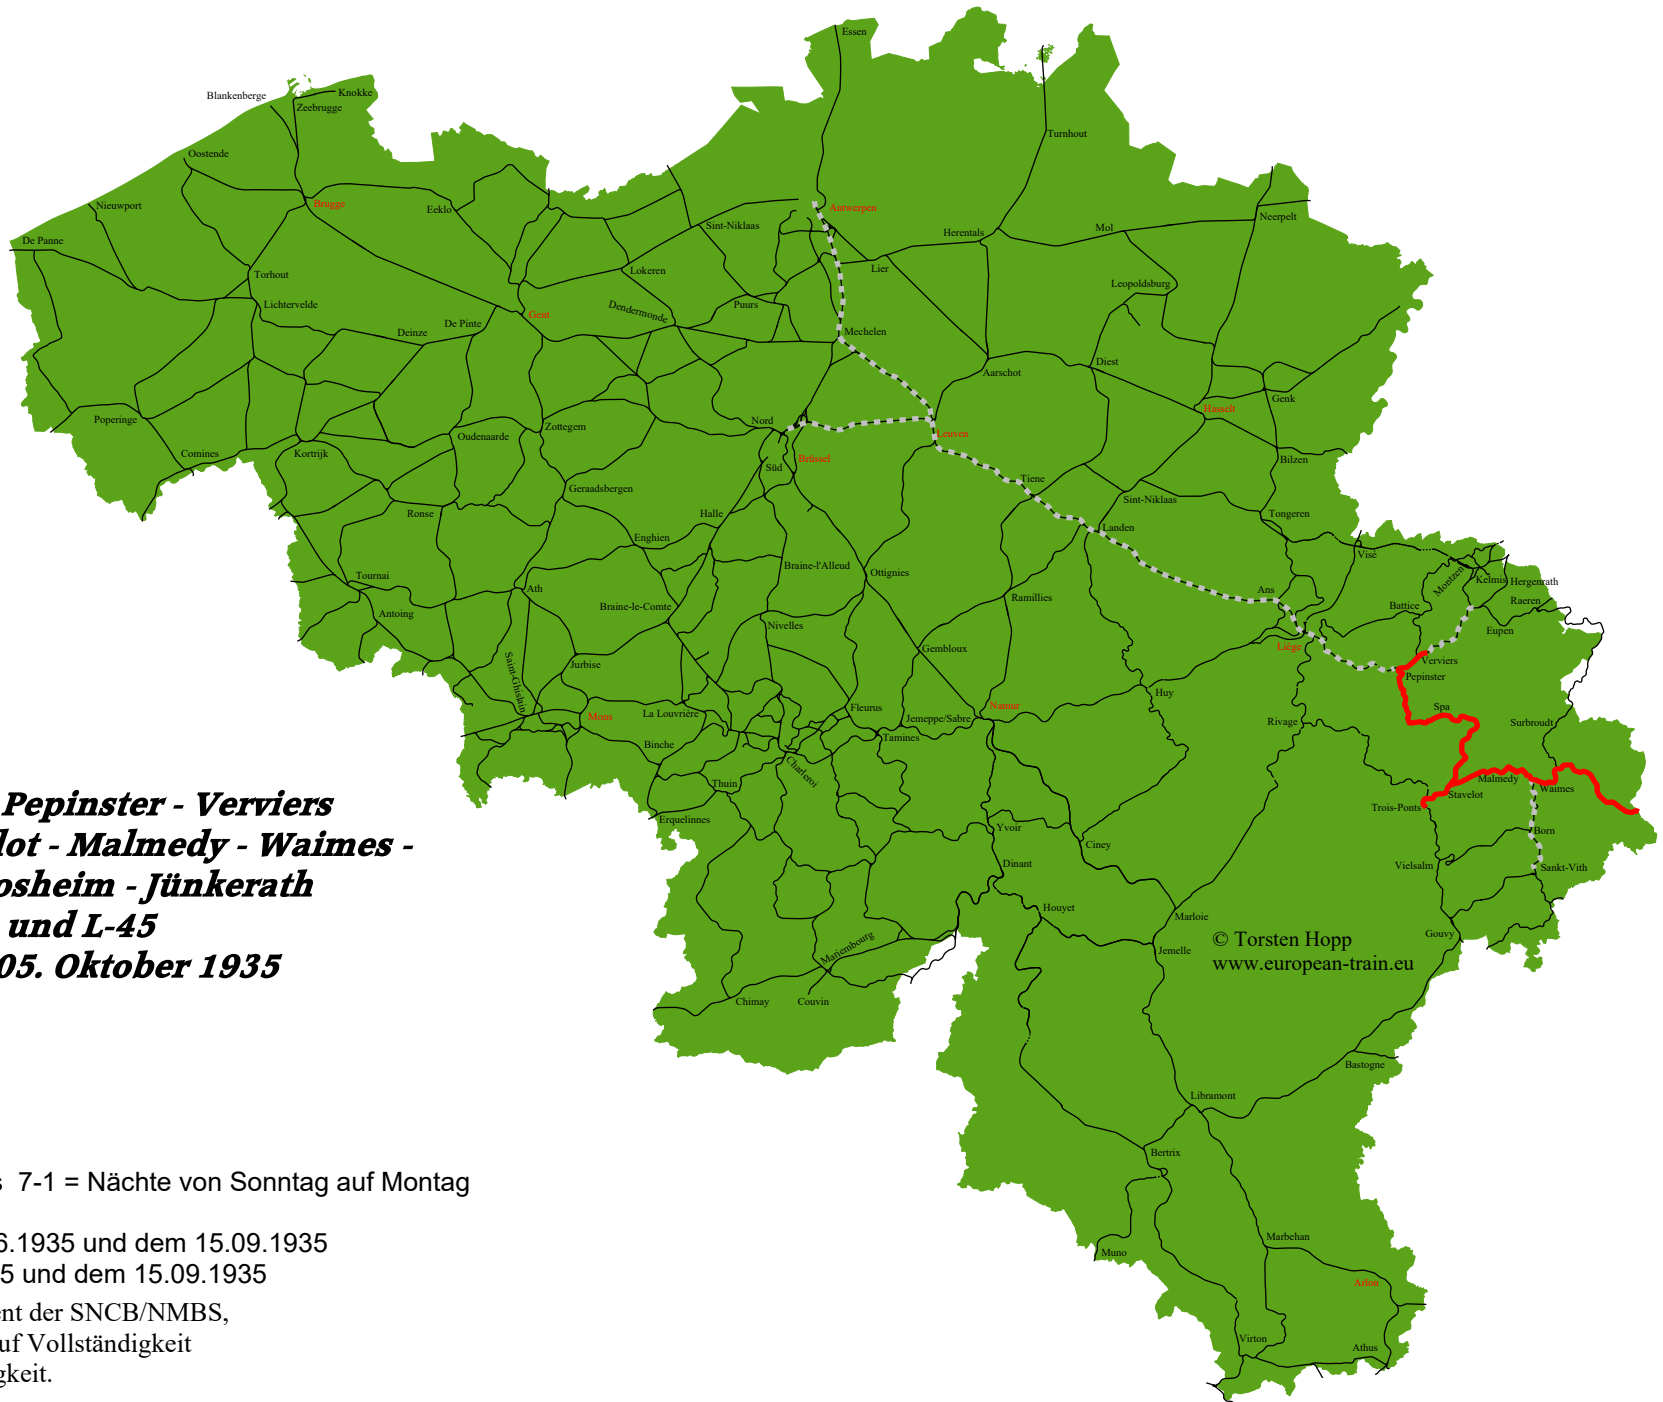 Essen
Knokke
Blankenberge
Zeebrugge
Turnhout
Oostende
Brugge
Nieuwport
Eeklo
Antwerpen
Neerpelt
Sint-Niklaas
Mol
Herentals
De Panne
Lier
Lokeren
Torhout
Leopoldsburg
Lichtervelde
Puurs
Dendermonde
Gent
De Pinte
Deinze
Mechelen
Diest
Aarschot
Genk
Hasselt
Poperinge
Nord
Zottegem
Oudenaarde
Leuven
Comines
Kortrijk
Brüssel
Bilzen
Süd
Tiene
Geraadsbergen
Sint-Niklaas
Ronse
Halle
Tongeren
Landen
Enghien
Visé
Braine-l'Alleud
Ottignies
Tournai
Montzen
Kelmis
Hergenrath
Ath
Ans
Ramillies
Raeren
Braine-le-Comte
Battice
Antoing
Nivelles
Eupen
Liège
Gembloux
Verviers
Jurbise
Saint-Ghislain
Pepinster
Huy
Spa
Namur
Fleurus
La Louvrière
Mons
Jemeppe/Sabre
Rivage
Surbroudt
Tamines
Binche
Charleroi
Thuin
Malmedy
Waimes
Stavelot
Trois-Ponts
Erquelinnes
Yvoir
Born
Ciney
Dinant
Vielsalm
Sankt-Vith
Houyet
Marloie
Gouvy
Mariembourg
Jemelle
© Torsten Hopp
www.european-train.eu
Chimay
Couvin
Bastogne
Libramont
Bertrix
Marbehan
Muno
Arlon
Virton
Athus
Pepinster - Verviers
lot - Malmedy - Waimes -
osheim - Jünkerath
und L-45
05. Oktober 1935
s 7-1 = Nächte von Sonntag auf Montag
6.1935 und dem 15.09.1935
5 und dem 15.09.1935
ent der SNCB/NMBS,
uf Vollständigkeit
gkeit.